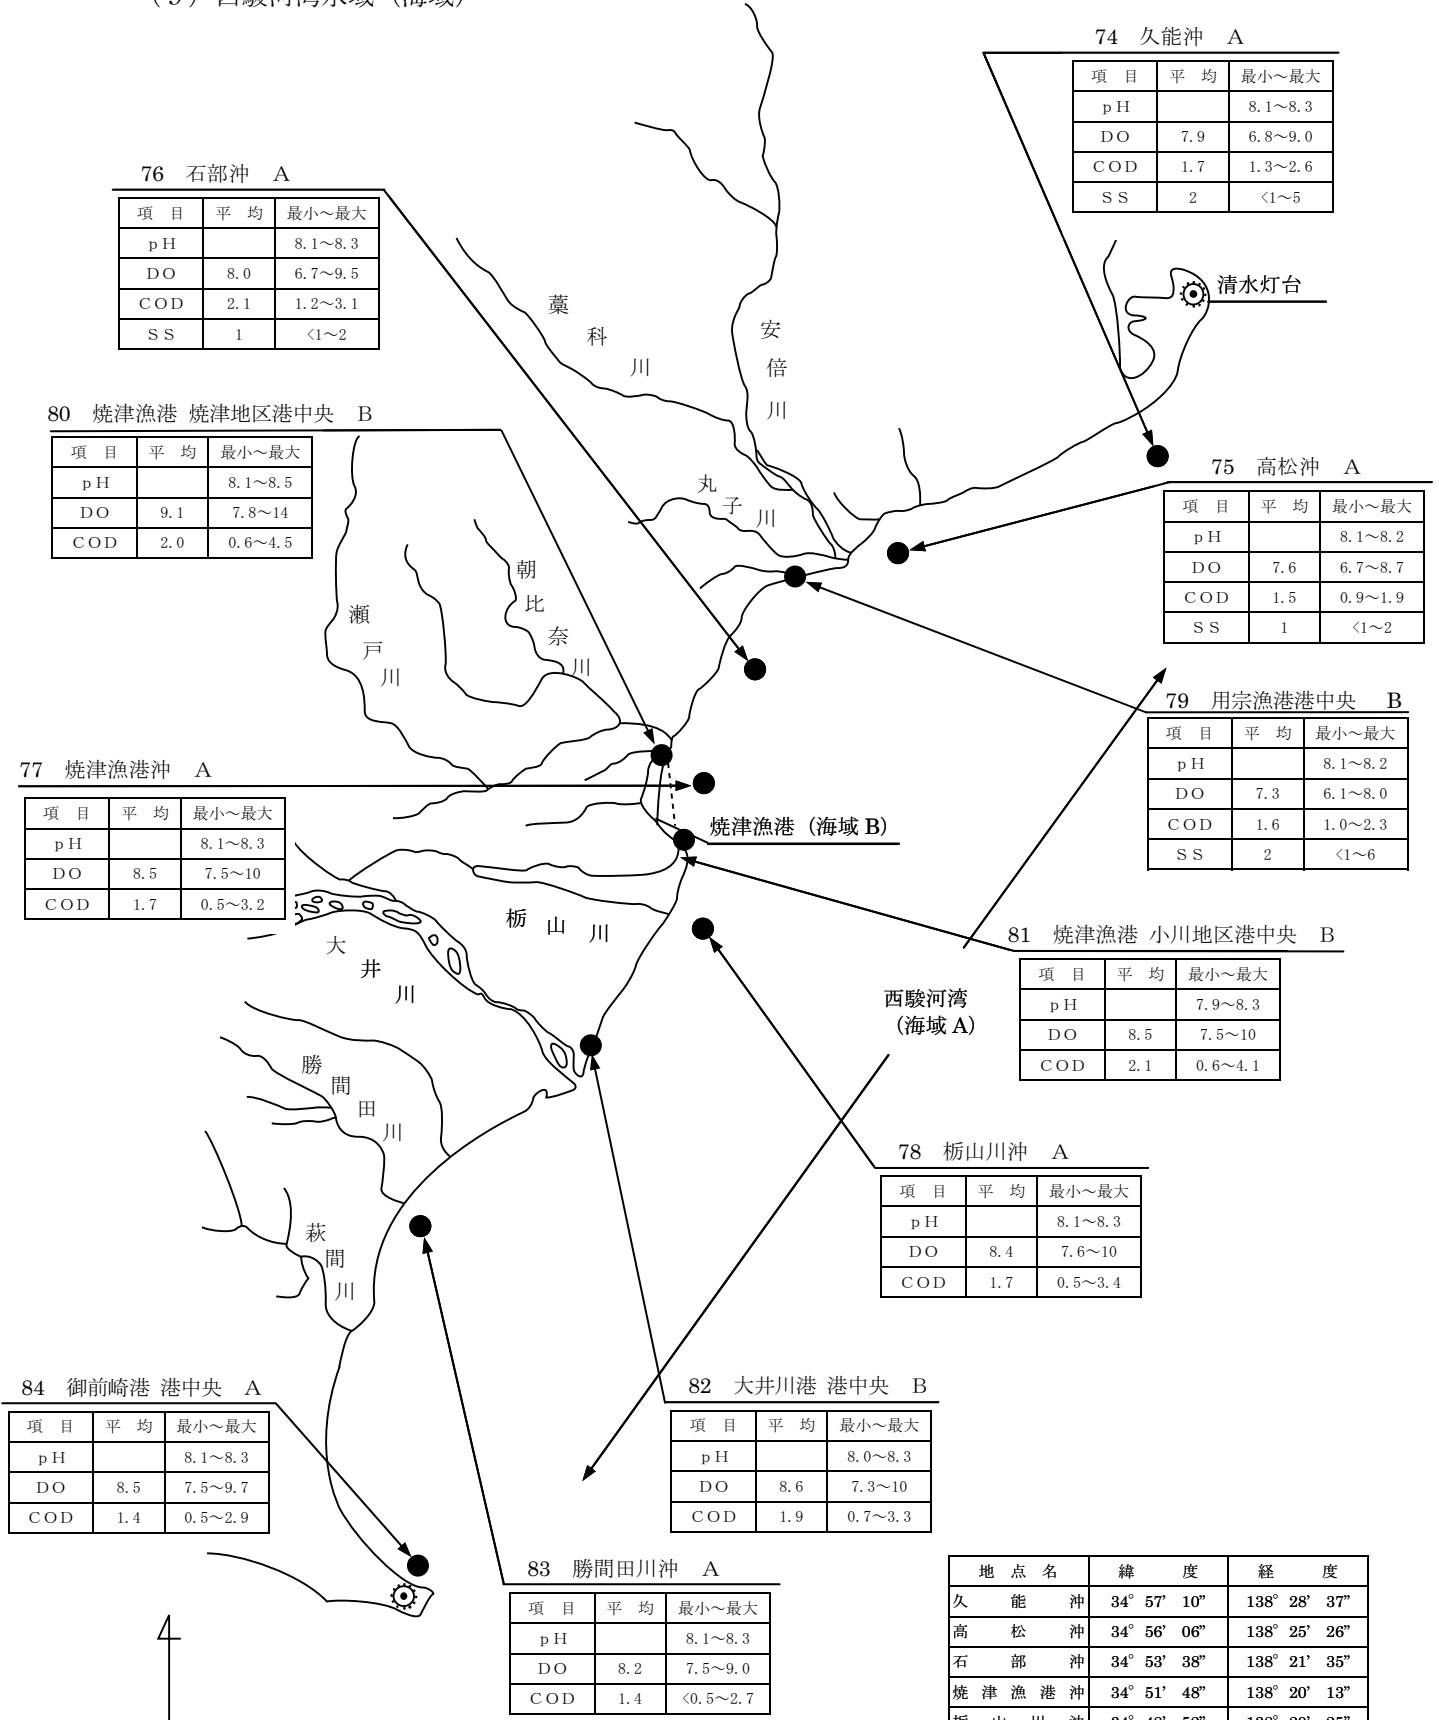 74 久能沖 A
項 目 平 均 最小～最大
pH 8.1～8.3
DO 7.9 6.8～9.0
COD 1.7 1.3～2.6
SS 2 <1～5
76 石部沖 A
項 目 平 均 最小～最大
pH 8.1～8.3
DO 8.0 6.7～9.5
COD 2.1 1.2～3.1
SS 1 <1～2
清水灯台
藁科川
安倍川
80 焼津漁港 焼津地区港中央 B
項 目 平 均 最小～最大
pH 8.1～8.5
DO 9.1 7.8～14
COD 2.0 0.6～4.5
75 高松沖 A
項 目 平 均 最小～最大
pH 8.1～8.2
DO 7.6 6.7～8.7
COD 1.5 0.9～1.9
SS 1 <1～2
丸子川
朝比奈川
瀬戸川
79 用宗漁港港中央 B
項 目 平 均 最小～最大
pH 8.1～8.2
DO 7.3 6.1～8.0
COD 1.6 1.0～2.3
SS 2 <1～6
77 焼津漁港沖 A
項 目 平 均 最小～最大
pH 8.1～8.3
DO 8.5 7.5～10
COD 1.7 0.5～3.2
焼津漁港（海域 B）
栃山川
大井川
81 焼津漁港 小川地区港中央 B
項 目 平 均 最小～最大
pH 7.9～8.3
DO 8.5 7.5～10
COD 2.1 0.6～4.1
西駿河湾
（海域 A）
勝間田川
78 栃山川沖 A
項 目 平 均 最小～最大
pH 8.1～8.3
DO 8.4 7.6～10
COD 1.7 0.5～3.4
萩間川
84 御前崎港 港中央 A
項 目 平 均 最小～最大
pH 8.1～8.3
DO 8.5 7.5～9.7
COD 1.4 0.5～2.9
82 大井川港 港中央 B
項 目 平 均 最小～最大
pH 8.0～8.3
DO 8.6 7.3～10
COD 1.9 0.7～3.3
83 勝間田川沖 A
項 目 平 均 最小～最大
pH 8.1～8.3
DO 8.2 7.5～9.0
COD 1.4 <0.5～2.7
地 点 名 緯 度 経 度
久 能 沖 34° 57’ 10” 138° 28’ 37”
高 松 沖 34° 56’ 06” 138° 25’ 26”
石 部 沖 34° 53’ 38” 138° 21’ 35”
焼 津 漁 港 沖 34° 51’ 48” 138° 20’ 13”